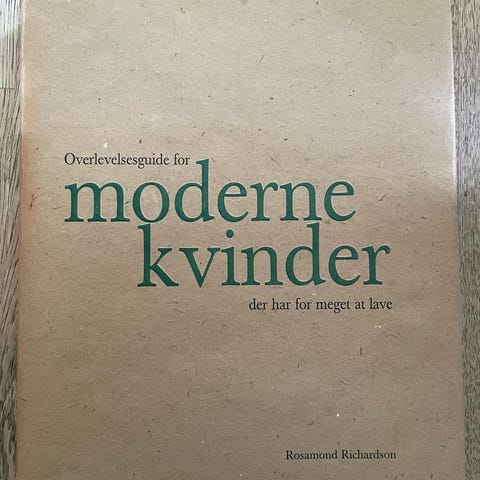 Overlevelsesguide for
moderne
kvinder
der har for meget at lave
Rosamond Richardson